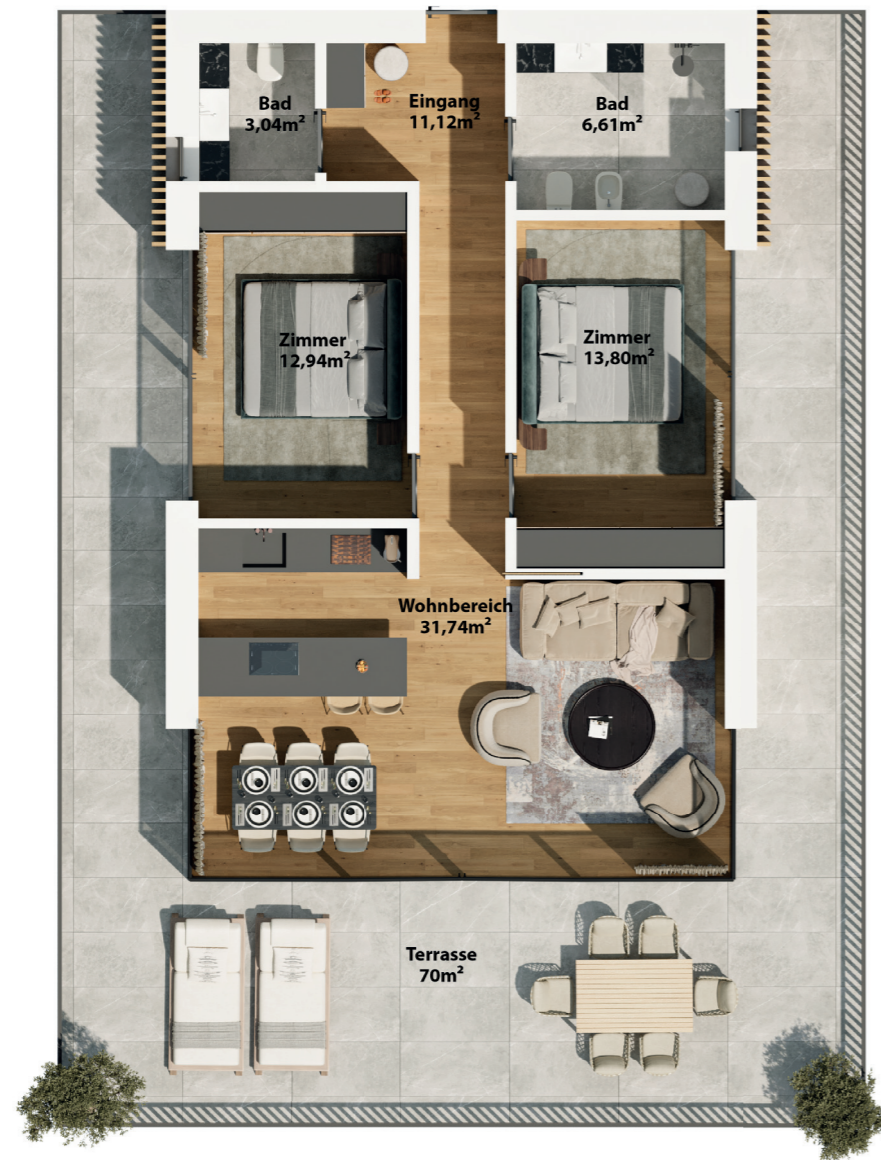 Bad
3,04m²
Eingang
11,12m²
Bad
6,61m²
Zimmer
12,94m²
Zimmer
13,80m²
Wohnbereich
31,74m²
Terrasse
70m²